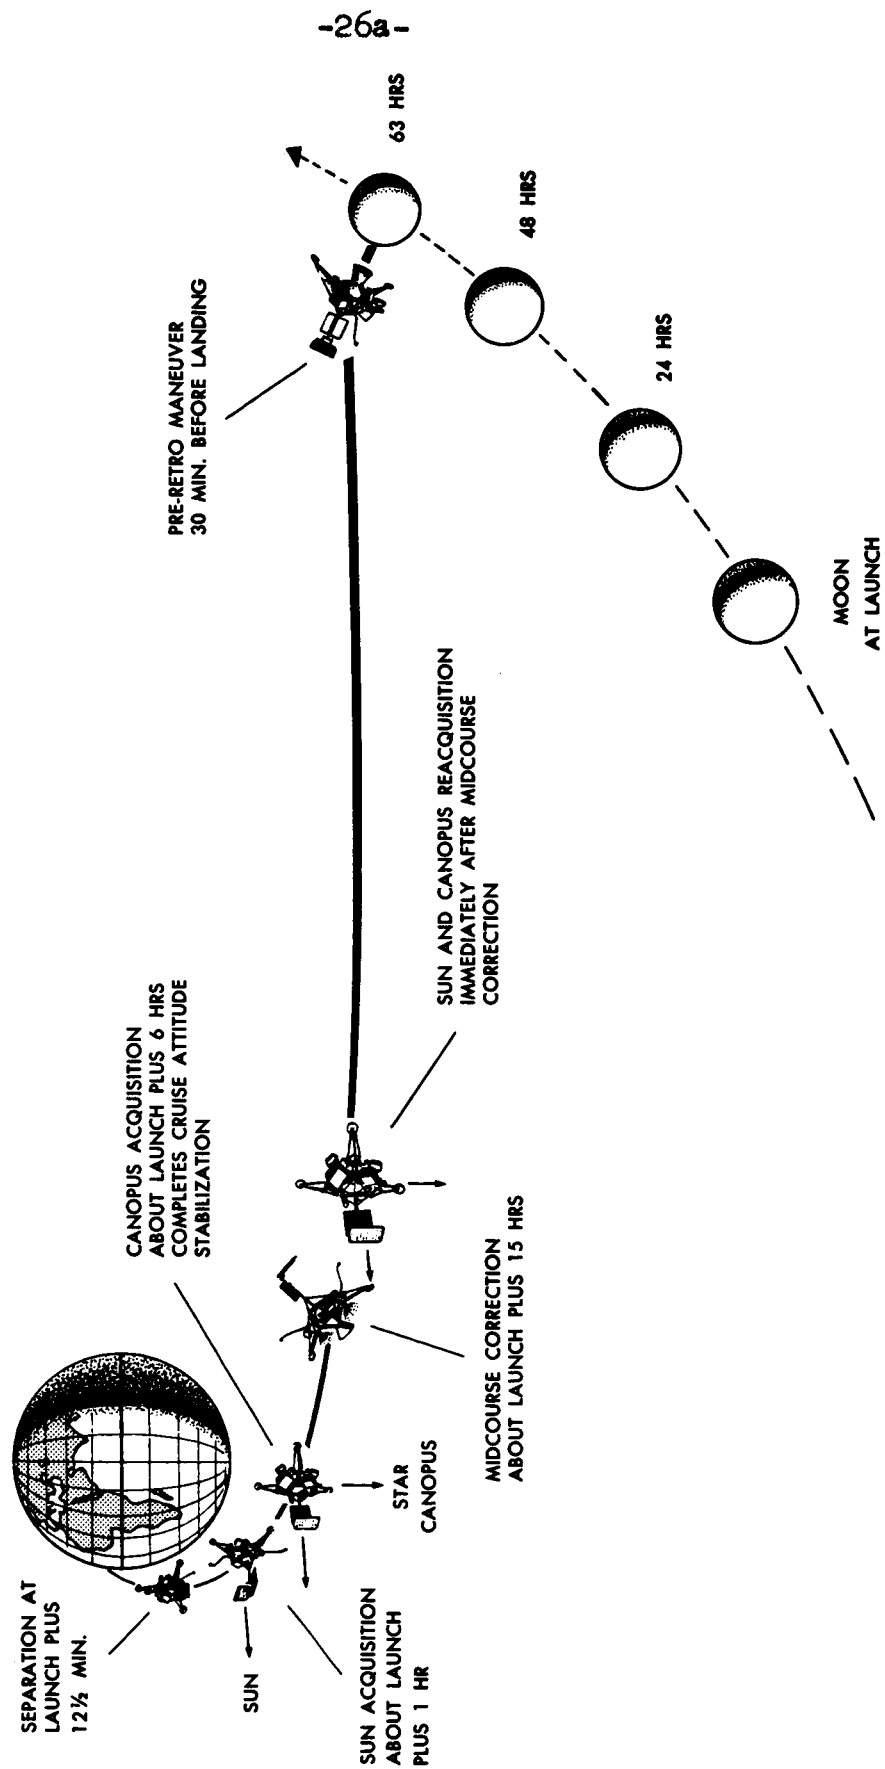 -26a-
SEPARATION AT
LAUNCH PLUS
12½ MIN.
SUN
SUN ACQUISITION
ABOUT LAUNCH
PLUS 1 HR
CANOPUS ACQUISITION
ABOUT LAUNCH PLUS 6 HRS
COMPLETES CRUISE ATTITUDE
STABILIZATION
STAR
CANOPUS
MIDCOURSE CORRECTION
ABOUT LAUNCH PLUS 15 HRS
SUN AND CANOPUS REACQUISITION
IMMEDIATELY AFTER MIDCOURSE
CORRECTION
PRE-RETRO MANEUVER
30 MIN. BEFORE LANDING
63 HRS
48 HRS
24 HRS
MOON
AT LAUNCH